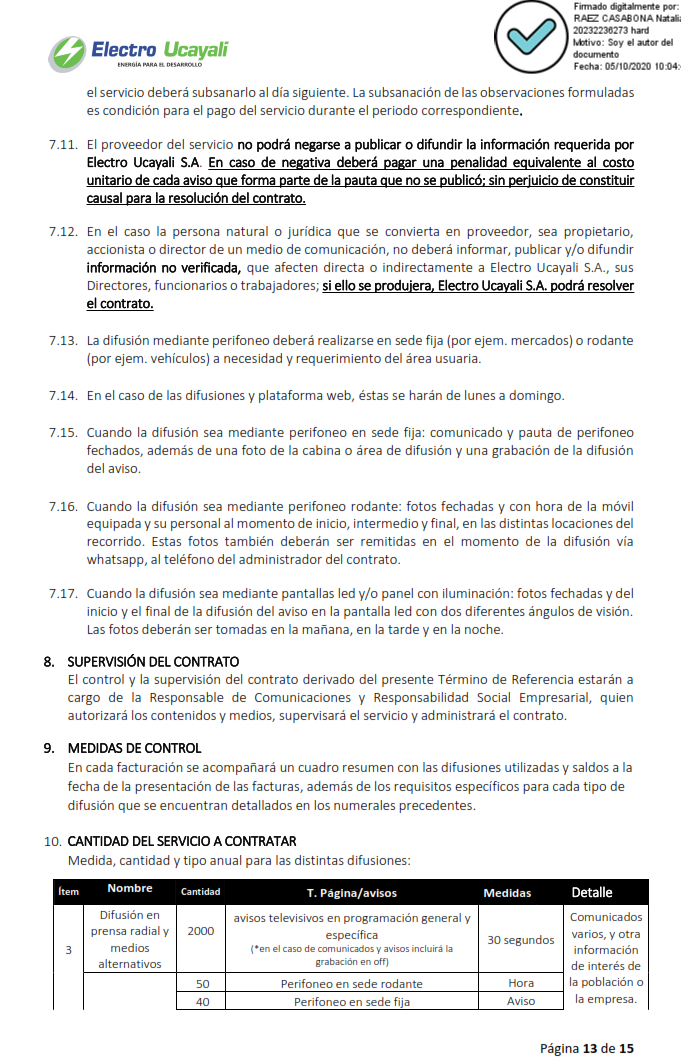 Firmado digitalmente por:
RAEZ CASABONA Natalia
20232236273 hard
Motivo: Soy el autor del
documento
Fecha: 05/10/2020 10:04:
Electro Ucayali
ENERGÍA PARA EL DESARROLLO
el servicio deberá subsanarlo al día siguiente. La subsanación de las observaciones formuladas
es condición para el pago del servicio durante el periodo correspondiente.
7.11. El proveedor del servicio no podrá negarse a publicar o difundir la información requerida por
Electro Ucayali S.A. En caso de negativa deberá pagar una penalidad equivalente al costo
unitario de cada aviso que forma parte de la pauta que no se publicó; sin perjuicio de constituir
causal para la resolución del contrato.
7.12. En el caso la persona natural o jurídica que se convierta en proveedor, sea propietario,
accionista o director de un medio de comunicación, no deberá informar, publicar y/o difundir
información no verificada, que afecten directa o indirectamente a Electro Ucayali S.A., sus
Directores, funcionarios o trabajadores; si ello se produjera, Electro Ucayali S.A. podrá resolver
el contrato.
7.13. La difusión mediante perifoneo deberá realizarse en sede fija (por ejem. mercados) o rodante
(por ejem. vehículos) a necesidad y requerimiento del área usuaria.
7.14. En el caso de las difusiones y plataforma web, éstas se harán de lunes a domingo.
7.15. Cuando la difusión sea mediante perifoneo en sede fija: comunicado y pauta de perifoneo
fechados, además de una foto de la cabina o área de difusión y una grabación de la difusión
del aviso.
7.16. Cuando la difusión sea mediante perifoneo rodante: fotos fechadas y con hora de la móvil
equipada y su personal al momento de inicio, intermedio y final, en las distintas locaciones del
recorrido. Estas fotos también deberán ser remitidas en el momento de la difusión vía
whatsapp, al teléfono del administrador del contrato.
7.17. Cuando la difusión sea mediante pantallas led y/o panel con iluminación: fotos fechadas y del
inicio y el final de la difusión del aviso en la pantalla led con dos diferentes ángulos de visión.
Las fotos deberán ser tomadas en la mañana, en la tarde y en la noche.
8. SUPERVISIÓN DEL CONTRATO
El control y la supervisión del contrato derivado del presente Término de Referencia estarán a
cargo de la Responsable de Comunicaciones y Responsabilidad Social Empresarial, quien
autorizará los contenidos y medios, supervisará el servicio y administrará el contrato.
9. MEDIDAS DE CONTROL
En cada facturación se acompañará un cuadro resumen con las difusiones utilizadas y saldos a la
fecha de la presentación de las facturas, además de los requisitos específicos para cada tipo de
difusión que se encuentran detallados en los numerales precedentes.
10. CANTIDAD DEL SERVICIO A CONTRATAR
Medida, cantidad y tipo anual para las distintas difusiones:
Ítem Nombre Cantidad T. Página/avisos Medidas Detalle
3
Difusión en
prensa radial y
medios
alternativos
2000
avisos televisivos en programación general y
específica
(*en el caso de comunicados y avisos incluirá la
grabación en off)
30 segundos
Comunicados
varios, y otra
información
de interés de
la población o
la empresa.
50 Perifoneo en sede rodante Hora
40 Perifoneo en sede fija Aviso
Página 13 de 15